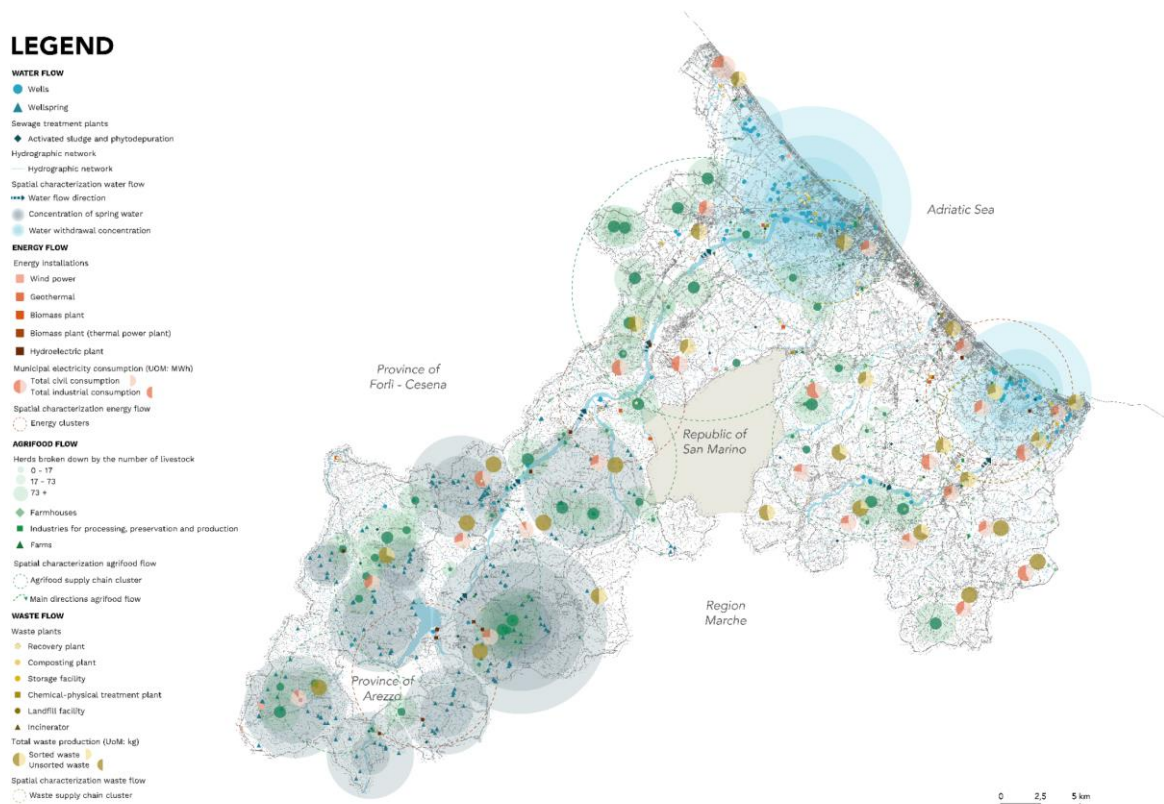 LEGEND
WATER FLOW
Wells
Wellspring
Sewage treatment plants
Activated sludge and phytodepuration
Hydrographic network
Hydrographic network
Spatial characterization water flow
Water flow direction
Concentration of spring water
Water withdrawal concentration
ENERGY FLOW
Energy installations
Wind power
Geothermal
Biomass plant
Biomass plant (thermal power plant)
Hydroelectric plant
Municipal electricity consumption (UOM: MWh)
Total civil consumption
Total industrial consumption
Spatial characterization energy flow
Energy clusters
AGRIFOOD FLOW
Herds broken down by the number of livestock
0 - 17
17 - 73
73 +
Farmhouses
Industries for processing, preservation and production
Farms
Spatial characterization agrifood flow
Agrifood supply chain cluster
Main directions agrifood flow
WASTE FLOW
Waste plants
Recovery plant
Composting plant
Storage facility
Chemical-physical treatment plant
Landfill facility
Incinerator
Total waste production (UoM: kg)
Sorted waste
Unsorted waste
Spatial characterization waste flow
Waste supply chain cluster
Adriatic Sea
Province of
Forlì - Cesena
Republic of
San Marino
Region
Marche
Province of
Arezzo
0 2,5 5 km